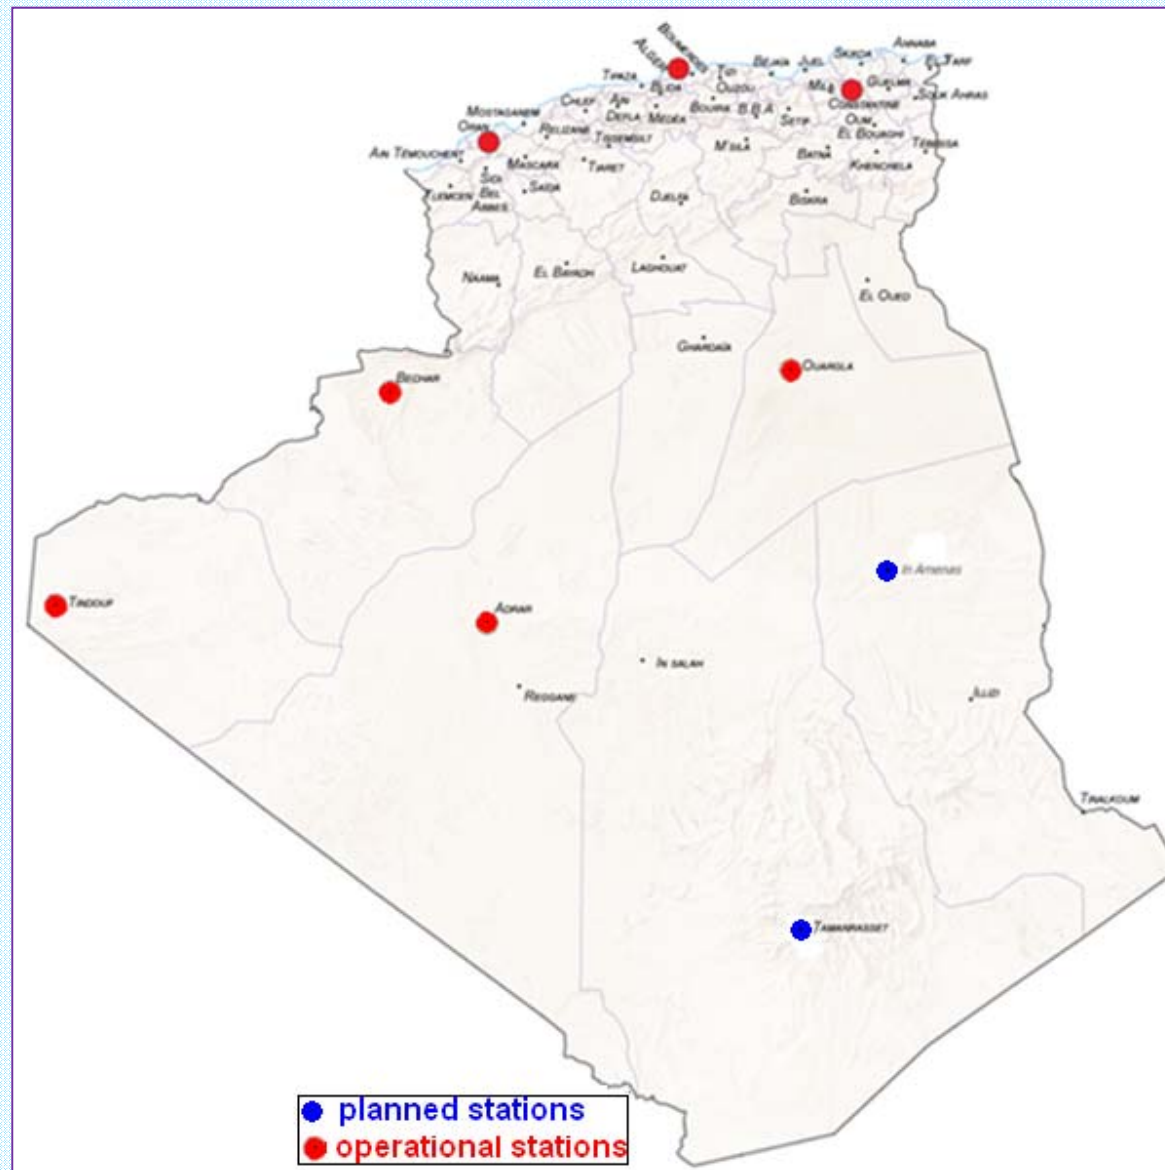 BOUMERDES
ALGER
ANNABA
SKIKDA
EL TARF
BEJAÏA
JIJEL
TIZI
OUZOU
TIPAZA
BLIDA
MILA
GUELMA
SOUK AHRAS
CONSTANTINE
CHLEF
AIN
DEFLA
MEDEA
BOUIRA
B.B.A
SETIF
OUM
EL BOUAGHI
MOSTAGANEM
ORAN
RELIZANE
TISSEMSILT
M'SILA
BATNA
KHENCHELA
TEBESSA
AIN TEMOUCHENT
MASCARA
TIARET
SIDI
BEL
ABBES
TLEMCEN
SAIDA
DJELFA
BISKRA
NAAMA
EL BAYADH
LAGHOUAT
EL OUED
GHARDAÏA
BECHAR
OUARGLA
In Amenas
TINDOUF
ADRAR
IN SALAH
REGGANE
ILLIZI
TINALKOUM
TAMANRASSET
planned stations
operational stations